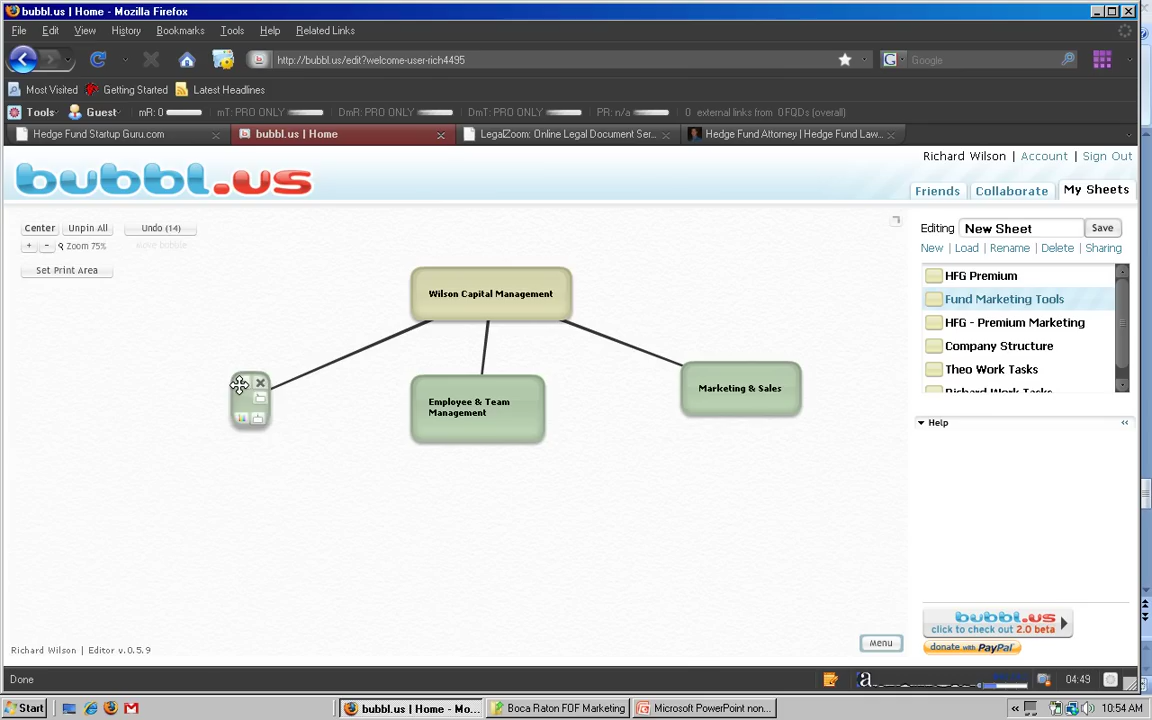 bubbl.us | Home - Mozilla Firefox
File Edit View History Bookmarks Tools Help Related Links
http://bubbl.us/edit?welcome-user-rich4495
Google
Most Visited Getting Started Latest Headlines
Tools Guest mR: 0 mT: PRO ONLY DmR: PRO ONLY DmT: PRO ONLY PR: n/a 0 external links from 0 FQDs (overall)
Hedge Fund Startup Guru.com
bubbl.us | Home
LegalZoom: Online Legal Document Ser...
Hedge Fund Attorney | Hedge Fund Law...
bubbl.us
Richard Wilson | Account | Sign Out
Friends Collaborate My Sheets
Center Unpin All Undo (14)
+ - Zoom 75% Move bubble
Set Print Area
Editing New Sheet Save
New | Load | Rename | Delete | Sharing
HFG Premium
Fund Marketing Tools
HFG - Premium Marketing
Company Structure
Theo Work Tasks
Richard Work Tasks
Help
Wilson Capital Management
Employee & Team
Management
Marketing & Sales
bubbl.us
click to check out 2.0 beta
donate with PayPal
Menu
Richard Wilson | Editor v.0.5.9
Done
a
04:49
Start
bubbl.us | Home - Mo...
Boca Raton FOF Marketing
Microsoft PowerPoint non...
10:54 AM